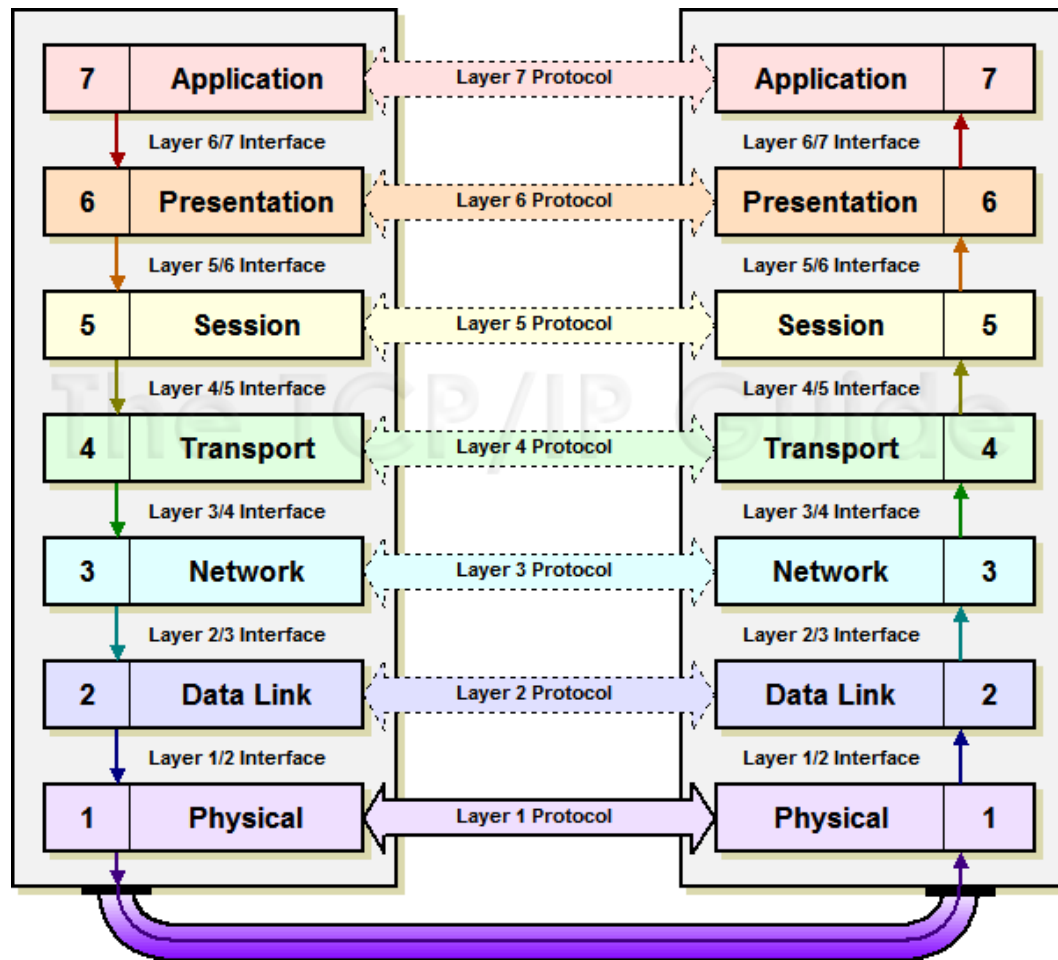 7 Application Layer 7 Protocol Application 7
Layer 6/7 Interface Layer 6/7 Interface
6 Presentation Layer 6 Protocol Presentation 6
Layer 5/6 Interface Layer 5/6 Interface
5 Session Layer 5 Protocol Session 5
Layer 4/5 Interface Layer 4/5 Interface
The TCP/IP Guide
4 Transport Layer 4 Protocol Transport 4
Layer 3/4 Interface Layer 3/4 Interface
3 Network Layer 3 Protocol Network 3
Layer 2/3 Interface Layer 2/3 Interface
2 Data Link Layer 2 Protocol Data Link 2
Layer 1/2 Interface Layer 1/2 Interface
1 Physical Layer 1 Protocol Physical 1